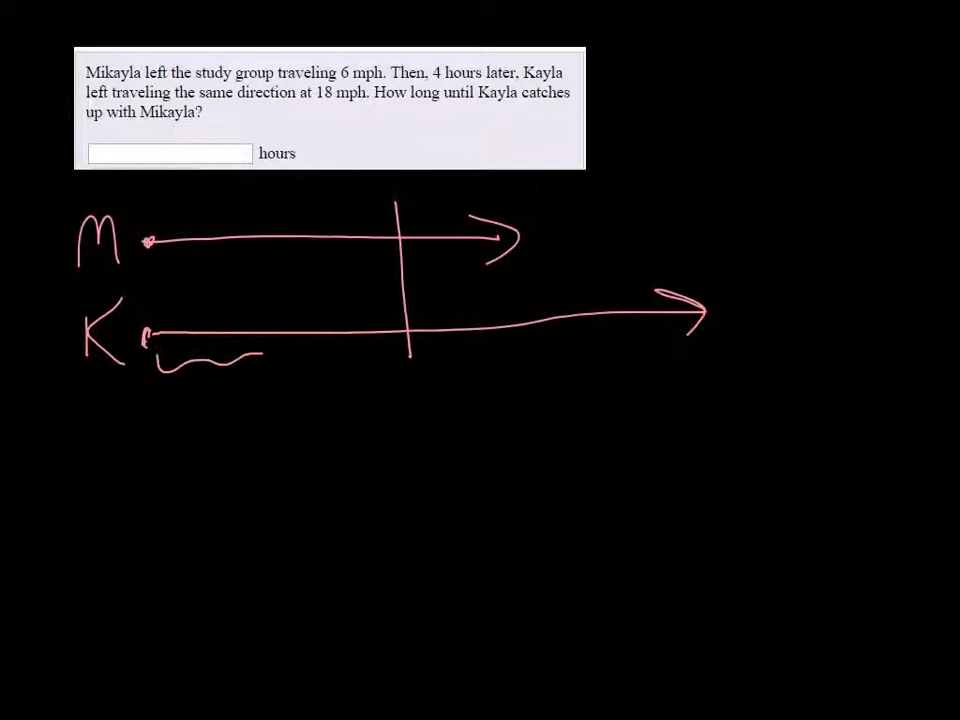 Mikayla left the study group traveling 6 mph. Then, 4 hours later, Kayla
left traveling the same direction at 18 mph. How long until Kayla catches
up with Mikayla?
hours
M
K